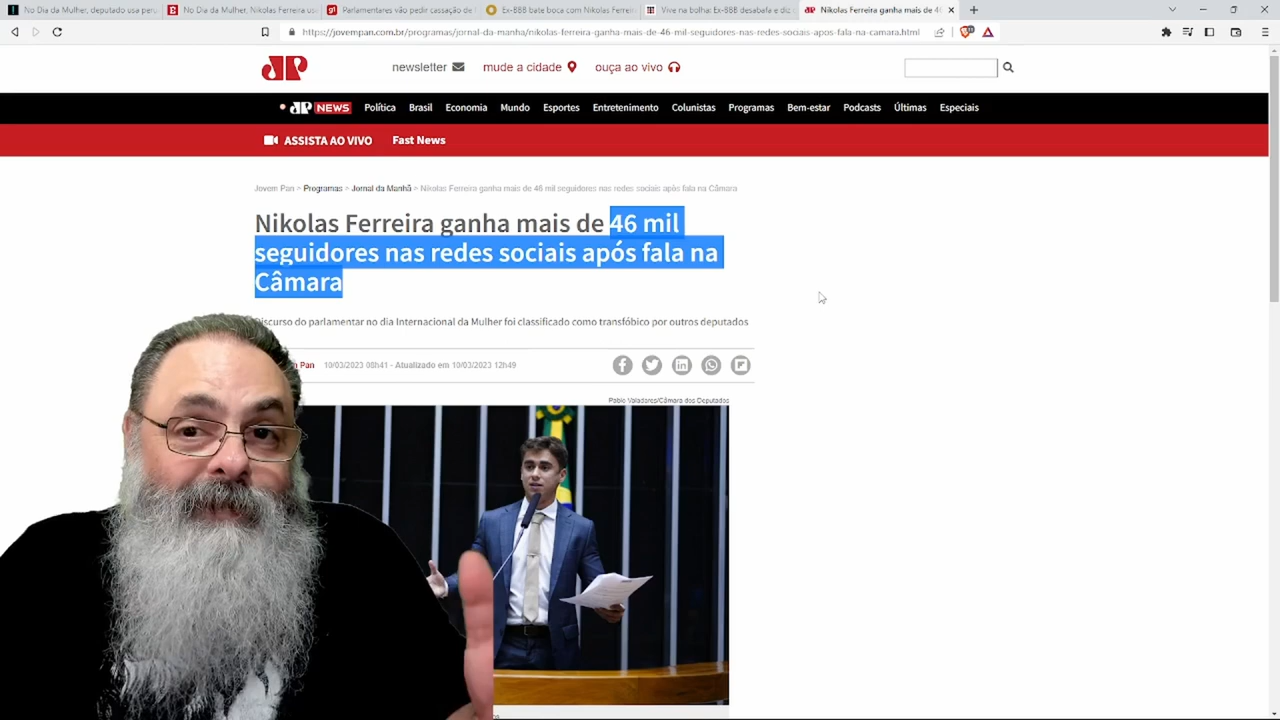 No Dia da Mulher, deputado usa peru
No Dia da Mulher, Nikolas Ferreira us
Parlamentares vão pedir cassação de
Ex-BBB bate boca com Nikolas Ferreir
Vive na bolha: Ex-BBB desabafa e diz
Nikolas Ferreira ganha mais de 46
https://jovempan.com.br/programas/jornal-da-manha/nikolas-ferreira-ganha-mais-de-46-mil-seguidores-nas-redes-sociais-apos-fala-na-camara.html
JP newsletter mude a cidade ouça ao vivo
JP NEWS Política Brasil Economia Mundo Esportes Entretenimento Colunistas Programas Bem-estar Podcasts Últimas Especiais
ASSISTA AO VIVO Fast News
Jovem Pan > Programas > Jornal da Manhã > Nikolas Ferreira ganha mais de 46 mil seguidores nas redes sociais após fala na Câmara
Nikolas Ferreira ganha mais de 46 mil
seguidores nas redes sociais após fala na
Câmara
Discurso do parlamentar no dia Internacional da Mulher foi classificado como transfóbico por outros deputados
Pan 10/03/2023 08h41 - Atualizado em 10/03/2023 12h49
Pablo Valadares/Câmara dos Deputados